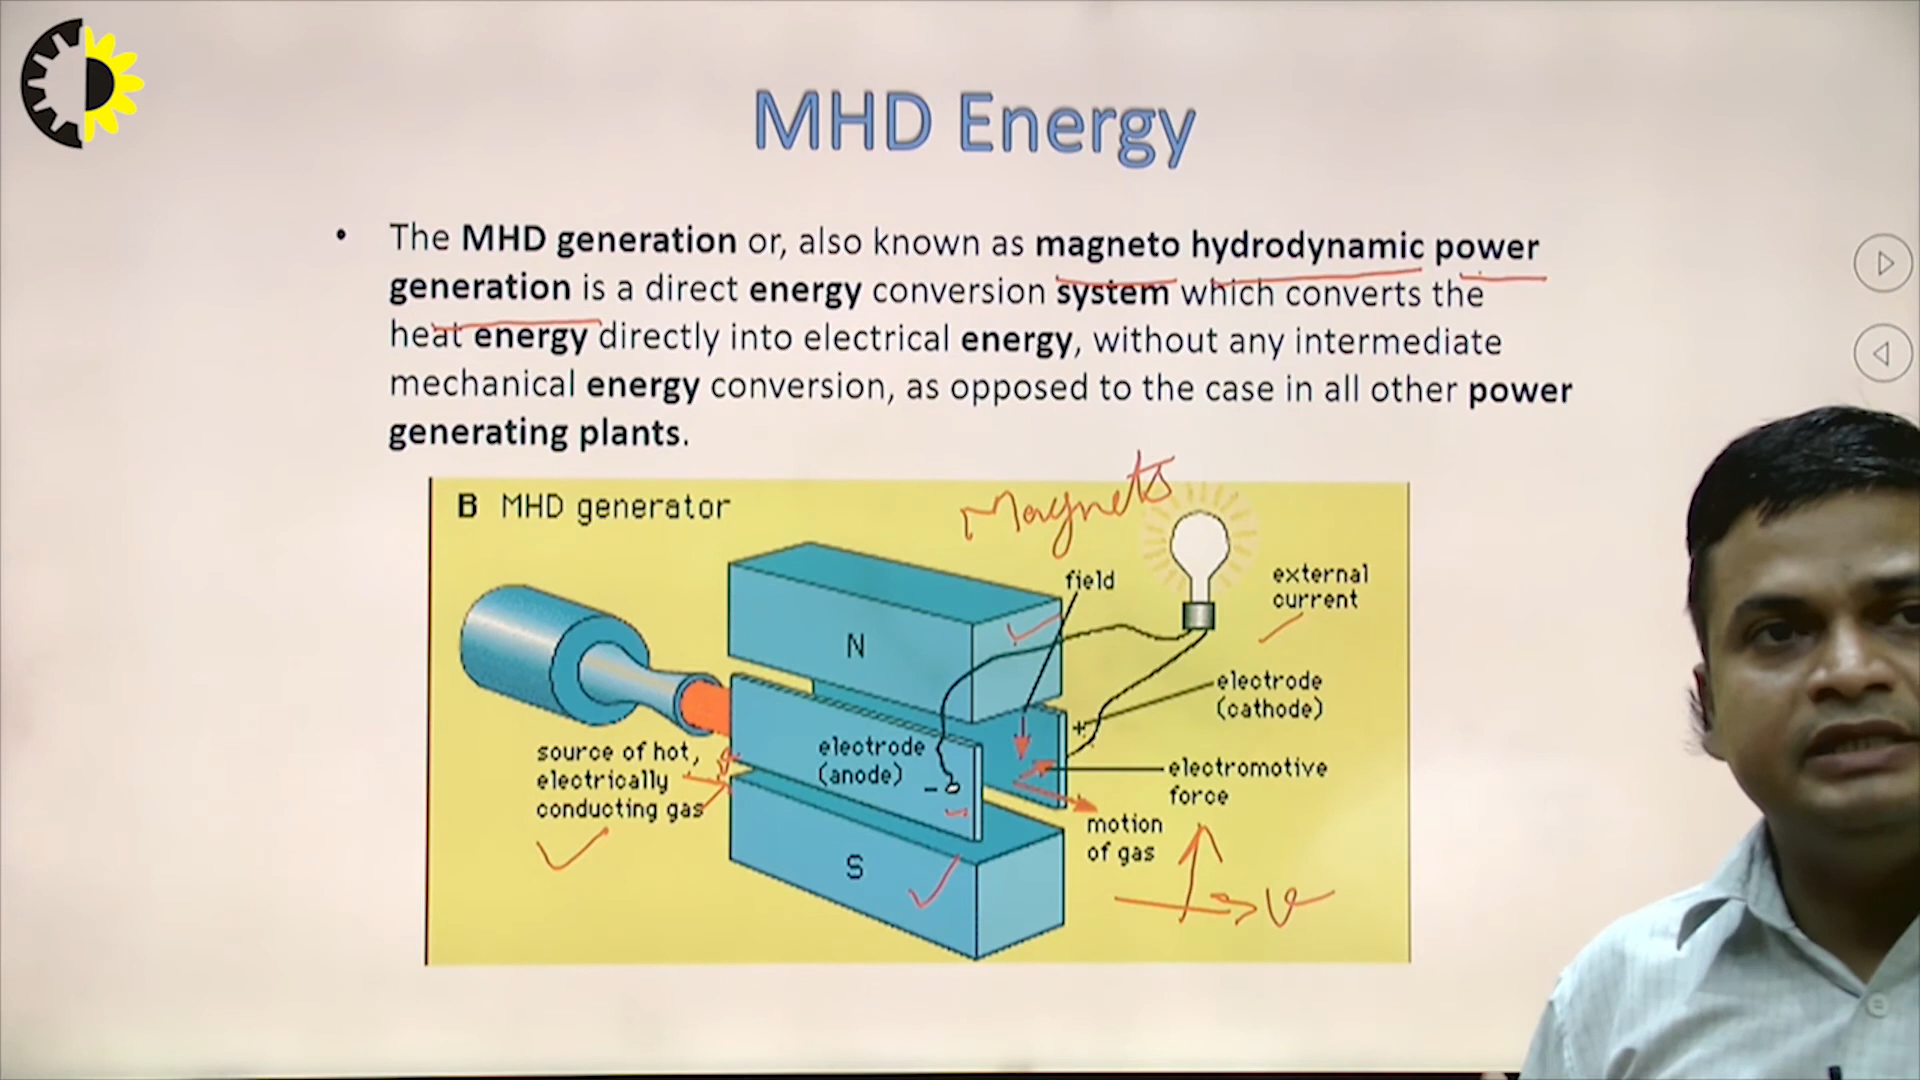 MHD Energy
• The MHD generation or, also known as magneto hydrodynamic power
generation is a direct energy conversion system which converts the
heat energy directly into electrical energy, without any intermediate
mechanical energy conversion, as opposed to the case in all other power
generating plants.
B MHD generator
Magnets
field
external
current
N
electrode
(cathode)
+
source of hot,
electrically
conducting gas
electrode
(anode)
−
electromotive
force
motion
of gas
S
v